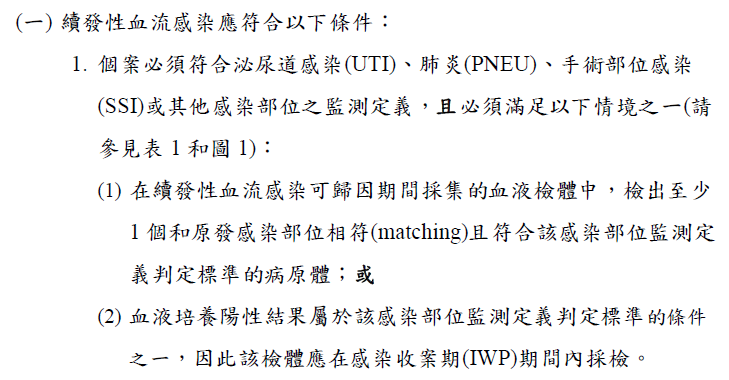 (一) 續發性血流感染應符合以下條件：
1. 個案必須符合泌尿道感染(UTI)、肺炎(PNEU)、手術部位感染
(SSI)或其他感染部位之監測定義，且必須滿足以下情境之一(請
參見表 1 和圖 1)：
(1) 在續發性血流感染可歸因期間採集的血液檢體中，檢出至少
1 個和原發感染部位相符(matching)且符合該感染部位監測定
義判定標準的病原體；或
(2) 血液培養陽性結果屬於該感染部位監測定義判定標準的條件
之一，因此該檢體應在感染收案期(IWP)期間內採檢。